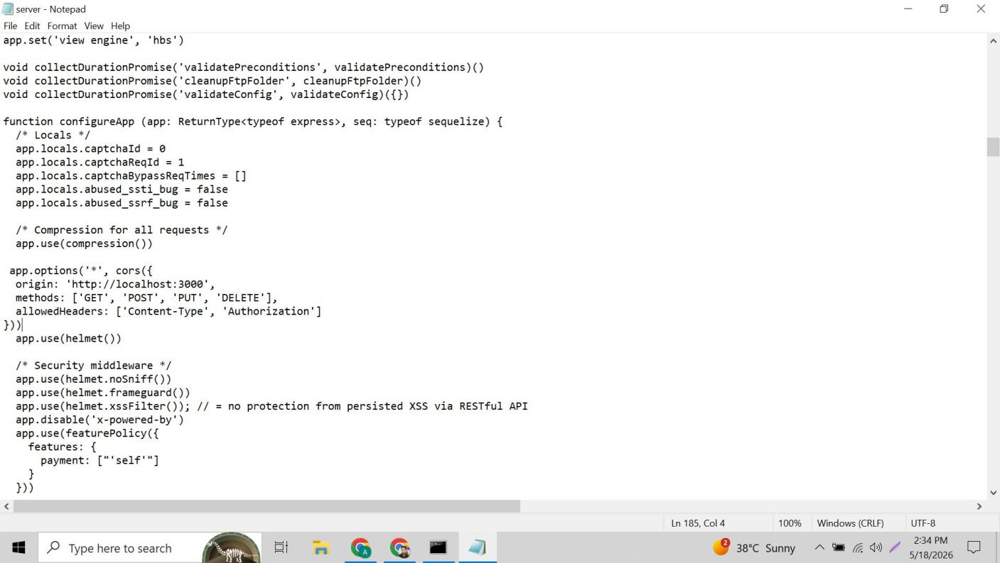 server - Notepad
File Edit Format View Help
app.set('view engine', 'hbs')
void collectDurationPromise('validatePreconditions', validatePreconditions)()
void collectDurationPromise('cleanupFtpFolder', cleanupFtpFolder)()
void collectDurationPromise('validateConfig', validateConfig)({})
function configureApp (app: ReturnType<typeof express>, seq: typeof sequelize) {
  /* Locals */
  app.locals.captchaId = 0
  app.locals.captchaReqId = 1
  app.locals.captchaBypassReqTimes = []
  app.locals.abused_ssti_bug = false
  app.locals.abused_ssrf_bug = false
  /* Compression for all requests */
  app.use(compression())
 app.options('*', cors({
  origin: 'http://localhost:3000',
  methods: ['GET', 'POST', 'PUT', 'DELETE'],
  allowedHeaders: ['Content-Type', 'Authorization']
}))
  app.use(helmet())
  /* Security middleware */
  app.use(helmet.noSniff())
  app.use(helmet.frameguard())
  app.use(helmet.xssFilter()); // = no protection from persisted XSS via RESTful API
  app.disable('x-powered-by')
  app.use(featurePolicy({
    features: {
      payment: ["'self'"]
    }
  }))
Ln 185, Col 4 100% Windows (CRLF) UTF-8
Type here to search
A
2
38°C Sunny
2:34 PM
5/18/2026